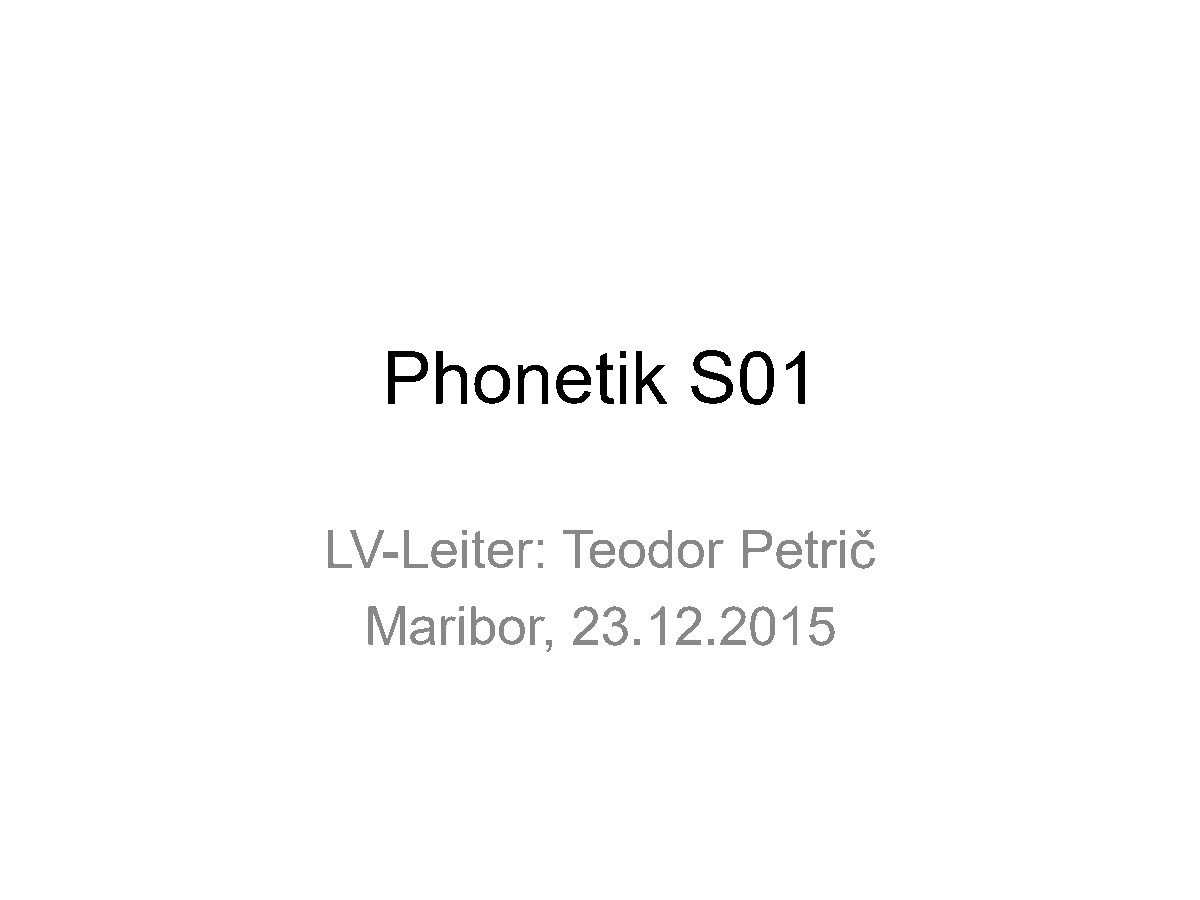 Phonetik S01
LV-Leiter: Teodor Petrič
Maribor, 23.12.2015